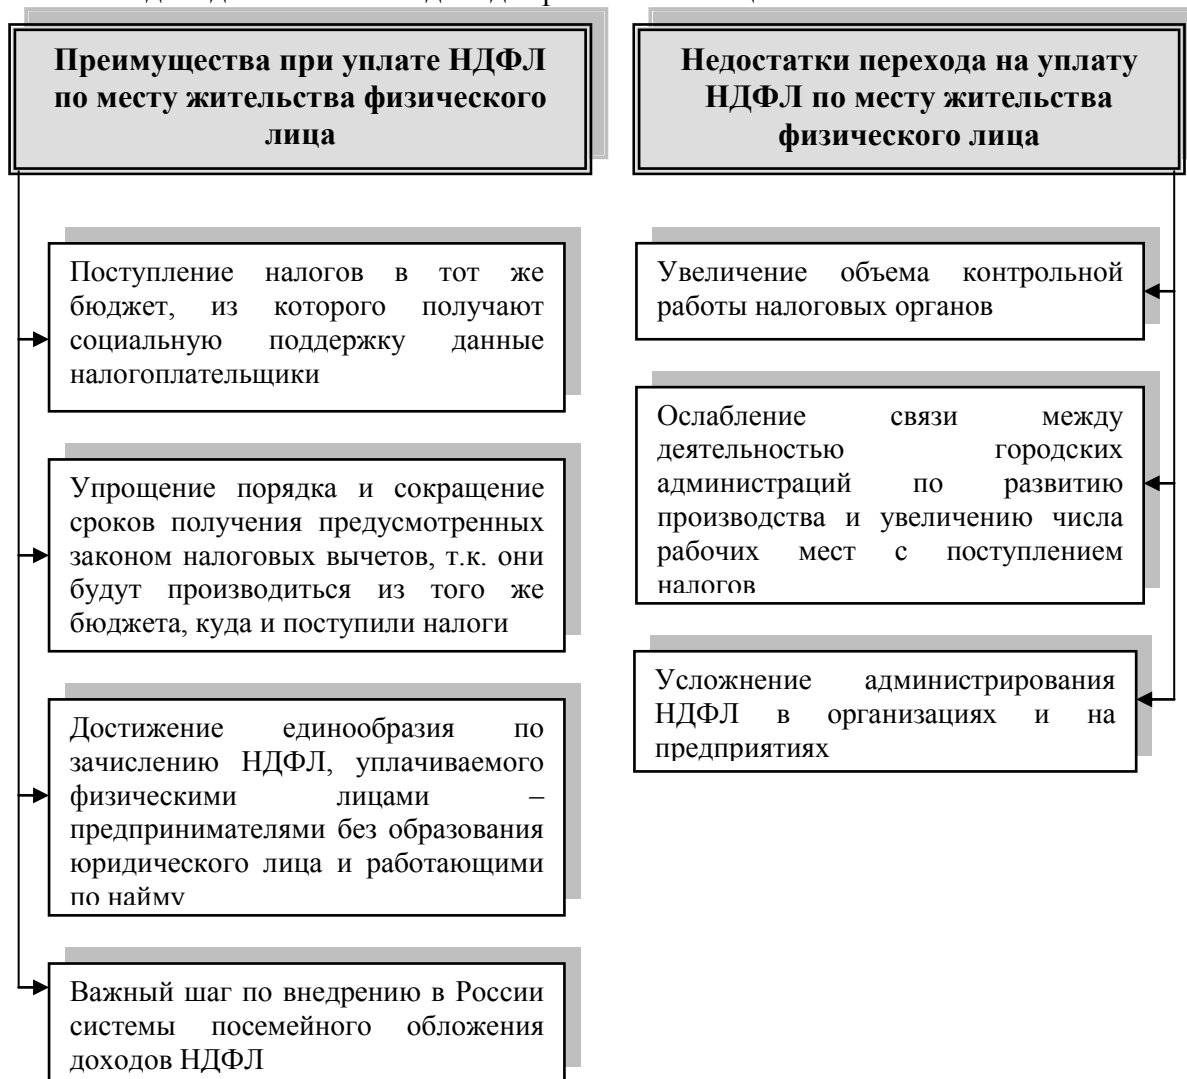 Преимущества при уплате НДФЛ
по месту жительства физического
лица
Поступление налогов в тот же
бюджет, из которого получают
социальную поддержку данные
налогоплательщики
Упрощение порядка и сокращение
сроков получения предусмотренных
законом налоговых вычетов, т.к. они
будут производиться из того же
бюджета, куда и поступили налоги
Достижение единообразия по
зачислению НДФЛ, уплачиваемого
физическими лицами –
предпринимателями без образования
юридического лица и работающими
по найму
Важный шаг по внедрению в России
системы посемейного обложения
доходов НДФЛ
Недостатки перехода на уплату
НДФЛ по месту жительства
физического лица
Увеличение объема контрольной
работы налоговых органов
Ослабление связи между
деятельностью городских
администраций по развитию
производства и увеличению числа
рабочих мест с поступлением
налогов
Усложнение администрирования
НДФЛ в организациях и на
предприятиях